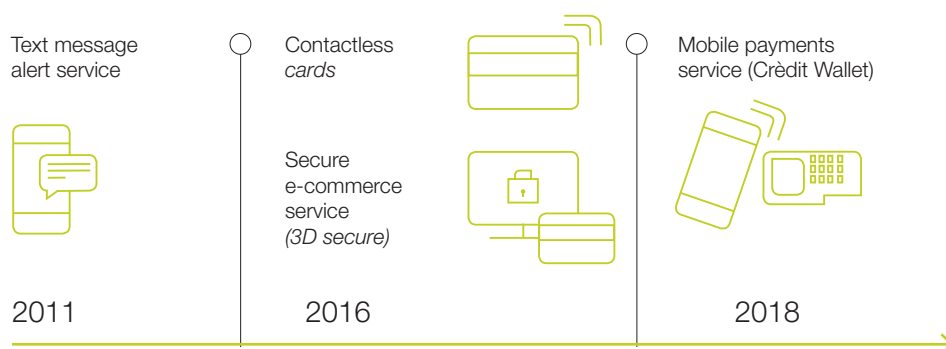 Text message
alert service
Contactless
cards
Secure
e-commerce
service
(3D secure)
Mobile payments
service (Crèdit Wallet)
2011
2016
2018